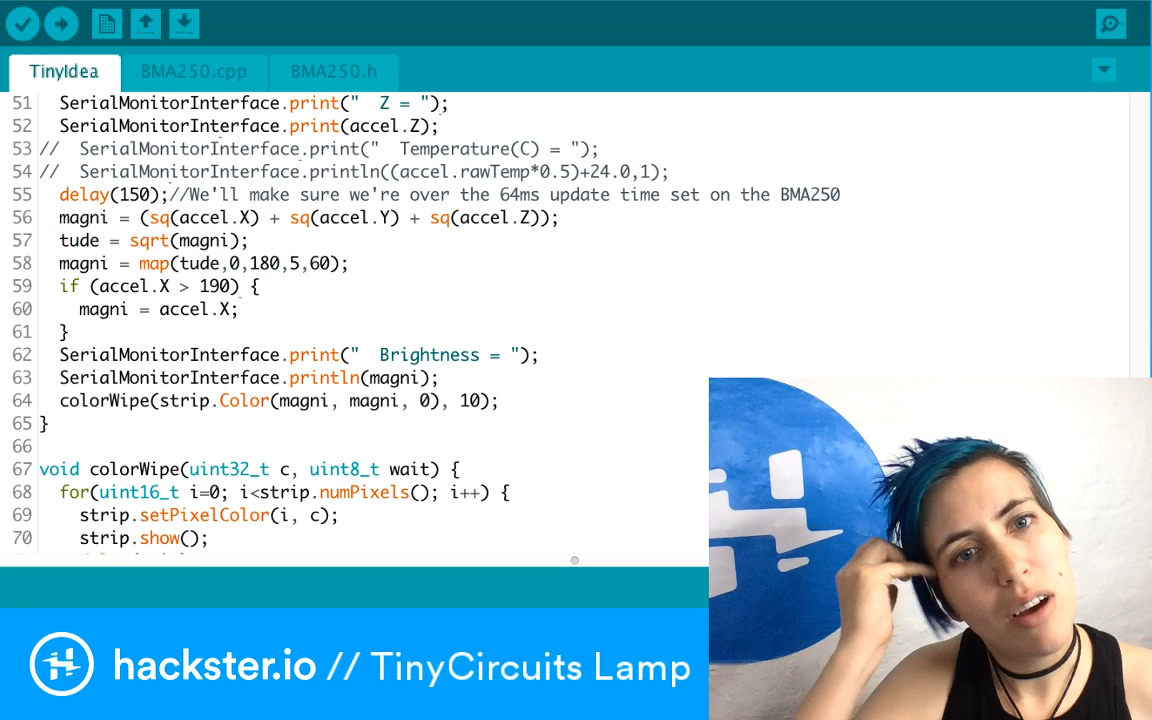 TinyIdea BMA250.cpp BMA250.h
51 SerialMonitorInterface.print("  Z = ");
52 SerialMonitorInterface.print(accel.Z);
53 //  SerialMonitorInterface.print("  Temperature(C) = ");
54 //  SerialMonitorInterface.println((accel.rawTemp*0.5)+24.0,1);
55 delay(150);//We'll make sure we're over the 64ms update time set on the BMA250
56 magni = (sq(accel.X) + sq(accel.Y) + sq(accel.Z));
57 tude = sqrt(magni);
58 magni = map(tude,0,180,5,60);
59 if (accel.X > 190) {
60 magni = accel.X;
61 }
62 SerialMonitorInterface.print("  Brightness = ");
63 SerialMonitorInterface.println(magni);
64 colorWipe(strip.Color(magni, magni, 0), 10);
65 }
66
67 void colorWipe(uint32_t c, uint8_t wait) {
68 for(uint16_t i=0; i<strip.numPixels(); i++) {
69 strip.setPixelColor(i, c);
70 strip.show();
hackster.io // TinyCircuits Lamp